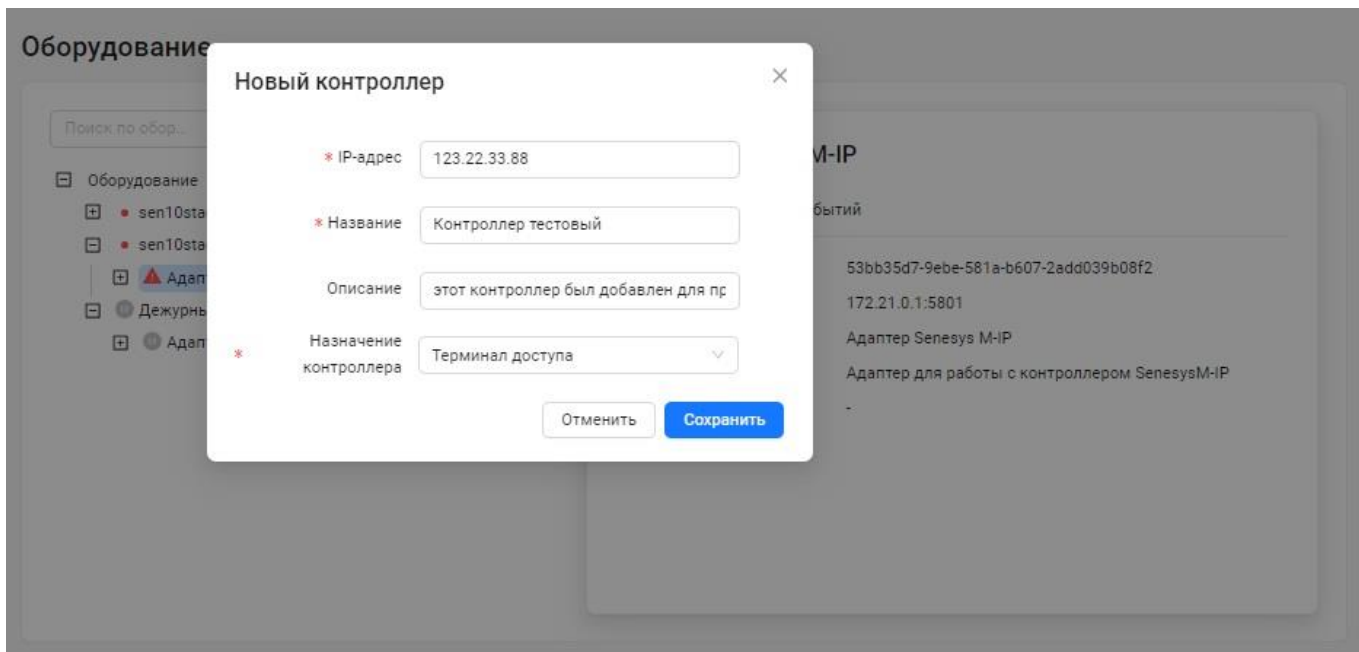 Оборудование
Новый контроллер
Поиск по обор...
* IP-адрес
123.22.33.88
M-IP
Оборудование
бытий
sen10sta
* Название
Контроллер тестовый
sen10sta
Адап
Описание
этот контроллер был добавлен для пр
53bb35d7-9ebe-581a-b607-2add039b08f2
172.21.0.1:5801
Дежурнь
Адап
* Назначение
контроллера
Терминал доступа
Адаптер Senesys M-IP
Адаптер для работы с контроллером SenesysM-IP
-
Отменить
Сохранить